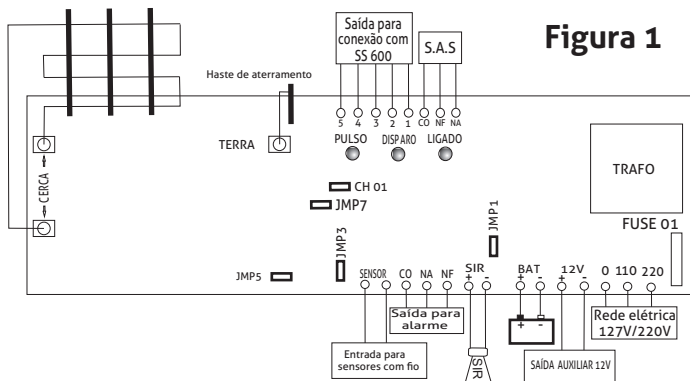 Figura 1
Saída para
conexão com
SS 600
S.A.S
Haste de aterramento
5 4 3 2 1 CO NF NA
TERRA
PULSO DISPARO LIGADO
TRAFO
CERCA
CH 01
JMP7
JMP1
FUSE 01
JMP3
JMP5
SENSOR CO NA NF SIR BAT 12V 0 110 220
+ - + - + -
Saída para
alarme
+ -
Rede elétrica
127V/220V
Entrada para
sensores com fio
SIR
SAÍDA AUXILIAR 12V